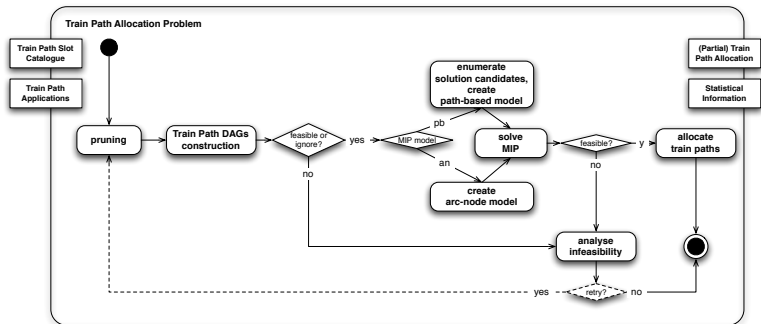 Train Path Allocation Problem
Train Path Slot
Catalogue
Train Path
Applications
(Partial) Train
Path Allocation
Statistical
Information
enumerate
solution candidates,
create
path-based model
pruning
Train Path DAGs
construction
feasible or
ignore?
yes
MIP model
pb
an
solve
MIP
feasible?
y
allocate
train paths
no
no
create
arc-node model
analyse
infeasibility
yes
retry?
no